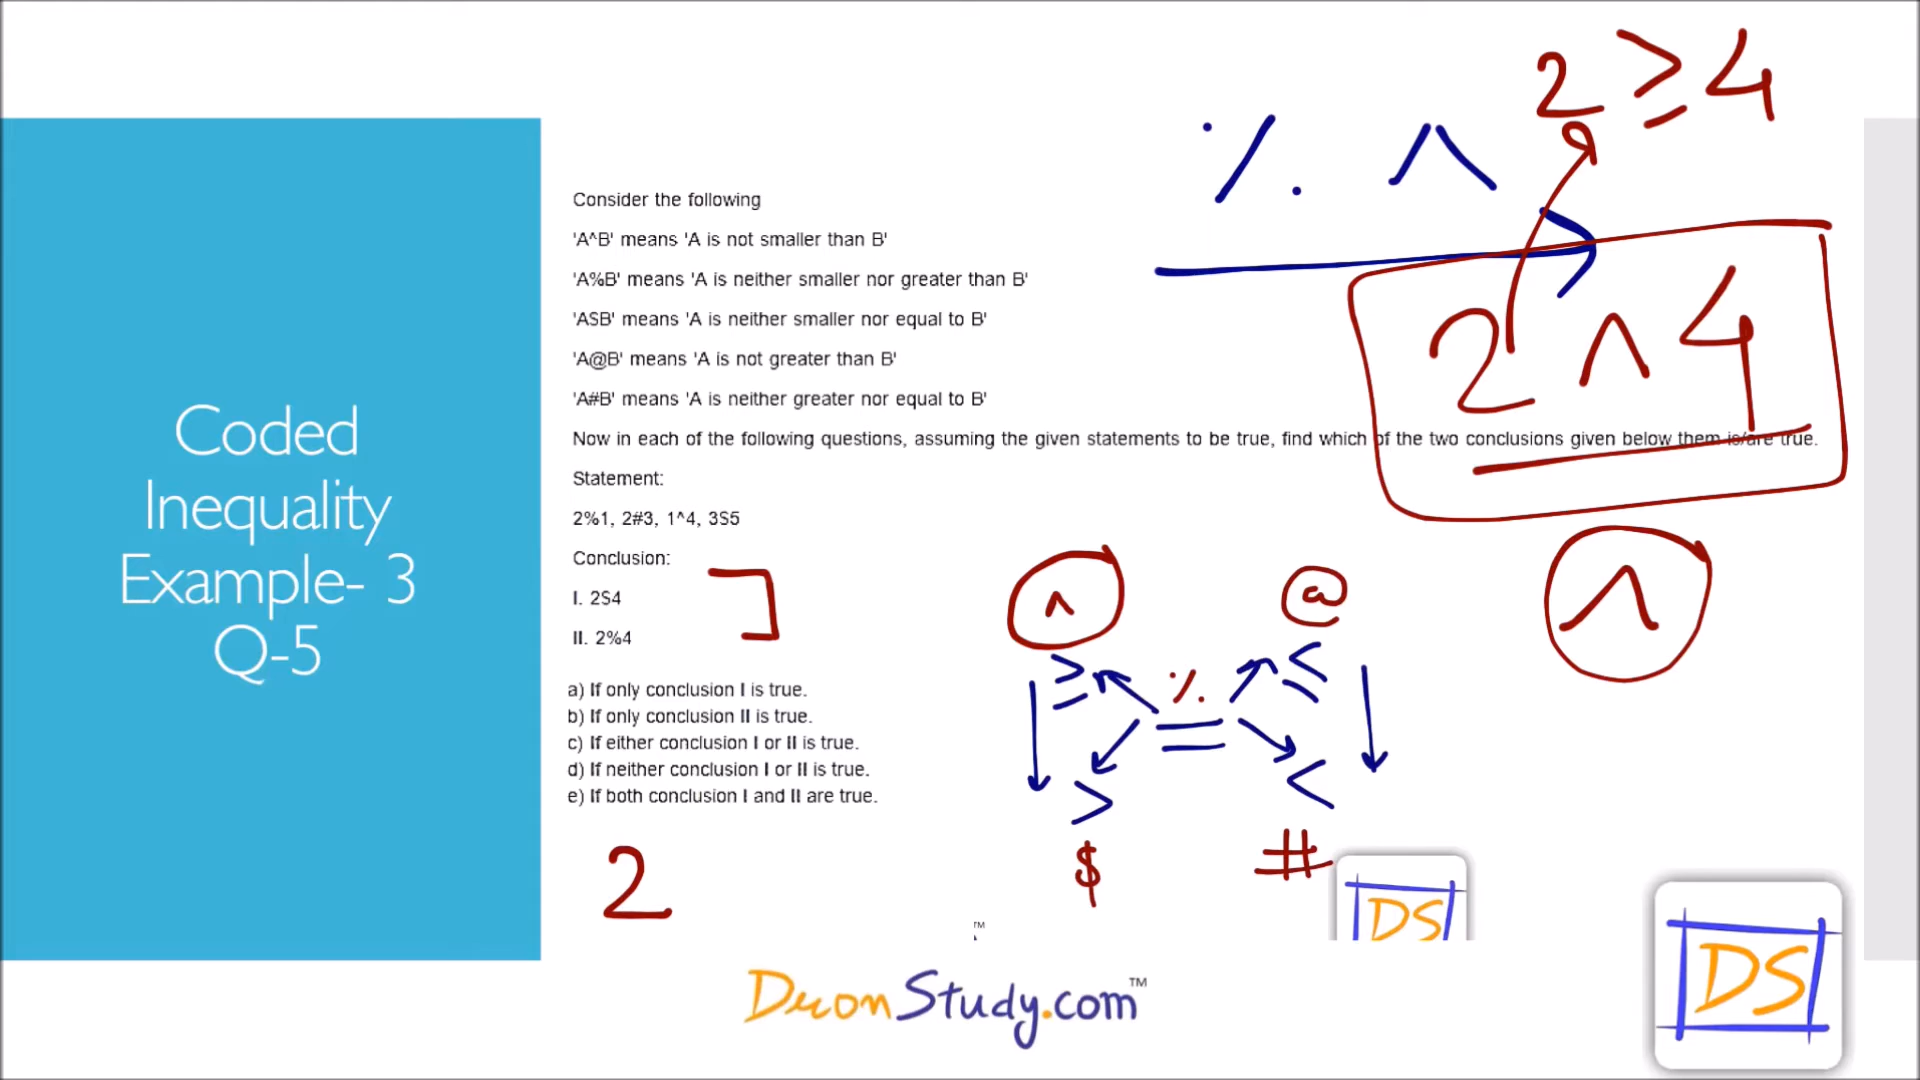 Coded
Inequality
Example- 3
Q-5
Consider the following
'A^B' means 'A is not smaller than B'
'A%B' means 'A is neither smaller nor greater than B'
'A$B' means 'A is neither smaller nor equal to B'
'A@B' means 'A is not greater than B'
'A#B' means 'A is neither greater nor equal to B'
Now in each of the following questions, assuming the given statements to be true, find which of the two conclusions given below them is/are true.
Statement:
2%1, 2#3, 1^4, 3$5
Conclusion:
I. 2$4
II. 2%4
a) If only conclusion I is true.
b) If only conclusion II is true.
c) If either conclusion I or II is true.
d) If neither conclusion I or II is true.
e) If both conclusion I and II are true.
2
2 ≥ 4
% ^
2 ^ 4
^ @ ^
≥ % ≤
=
> <
$ #
DS
TM
DronStudy.com™
DS